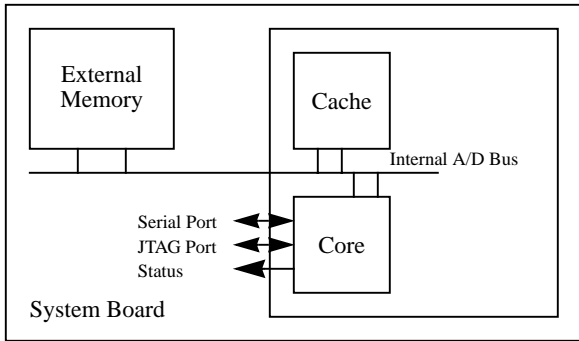 External
Memory
Cache
Internal A/D Bus
Serial Port
JTAG Port
Status
Core
System Board